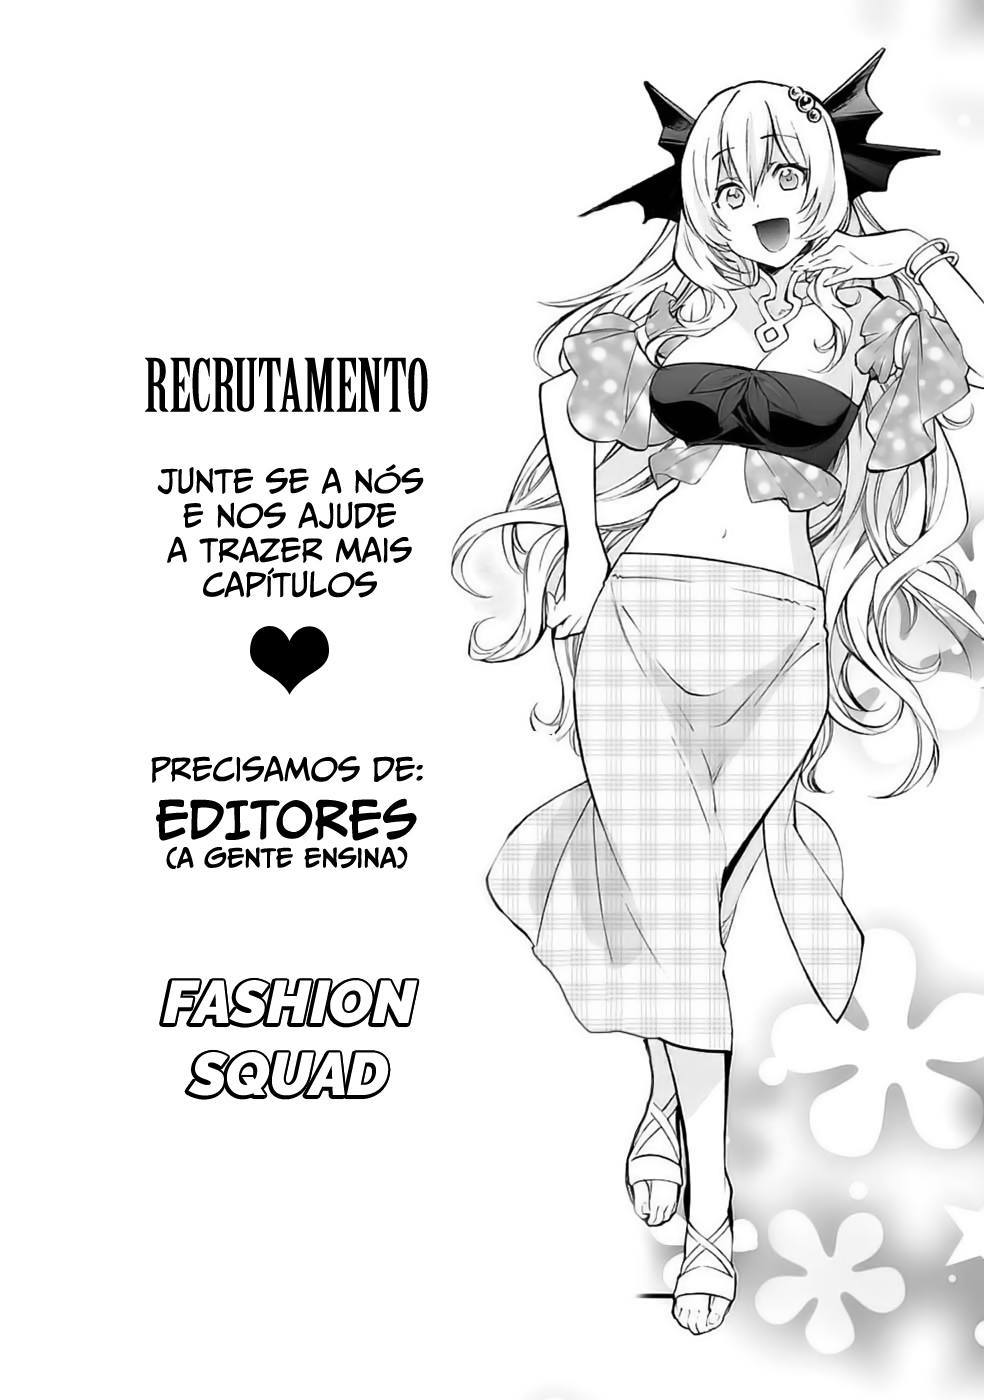 RECRUTAMENTO
JUNTE SE A NÓS
E NOS AJUDE
A TRAZER MAIS
CAPÍTULOS
PRECISAMOS DE:
EDITORES
(A GENTE ENSINA)
FASHION
SQUAD